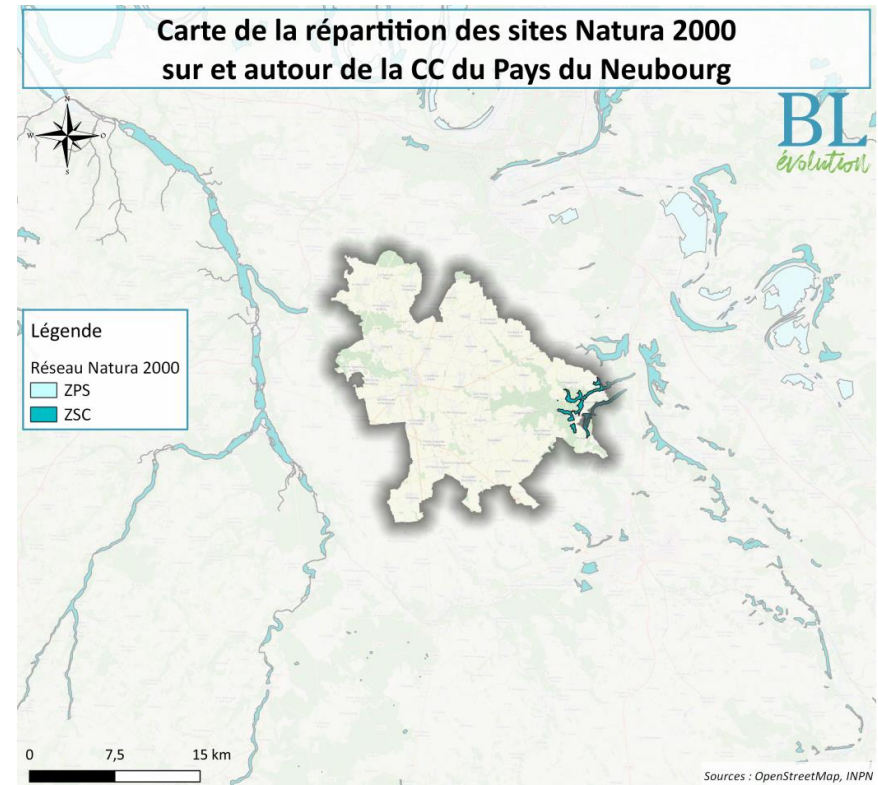 Carte de la répartition des sites Natura 2000
sur et autour de la CC du Pays du Neubourg
N
W
O
S
BL
évolution
Légende
Réseau Natura 2000
ZPS
ZSC
0 7,5 15 km
Sources : OpenStreetMap, INPN